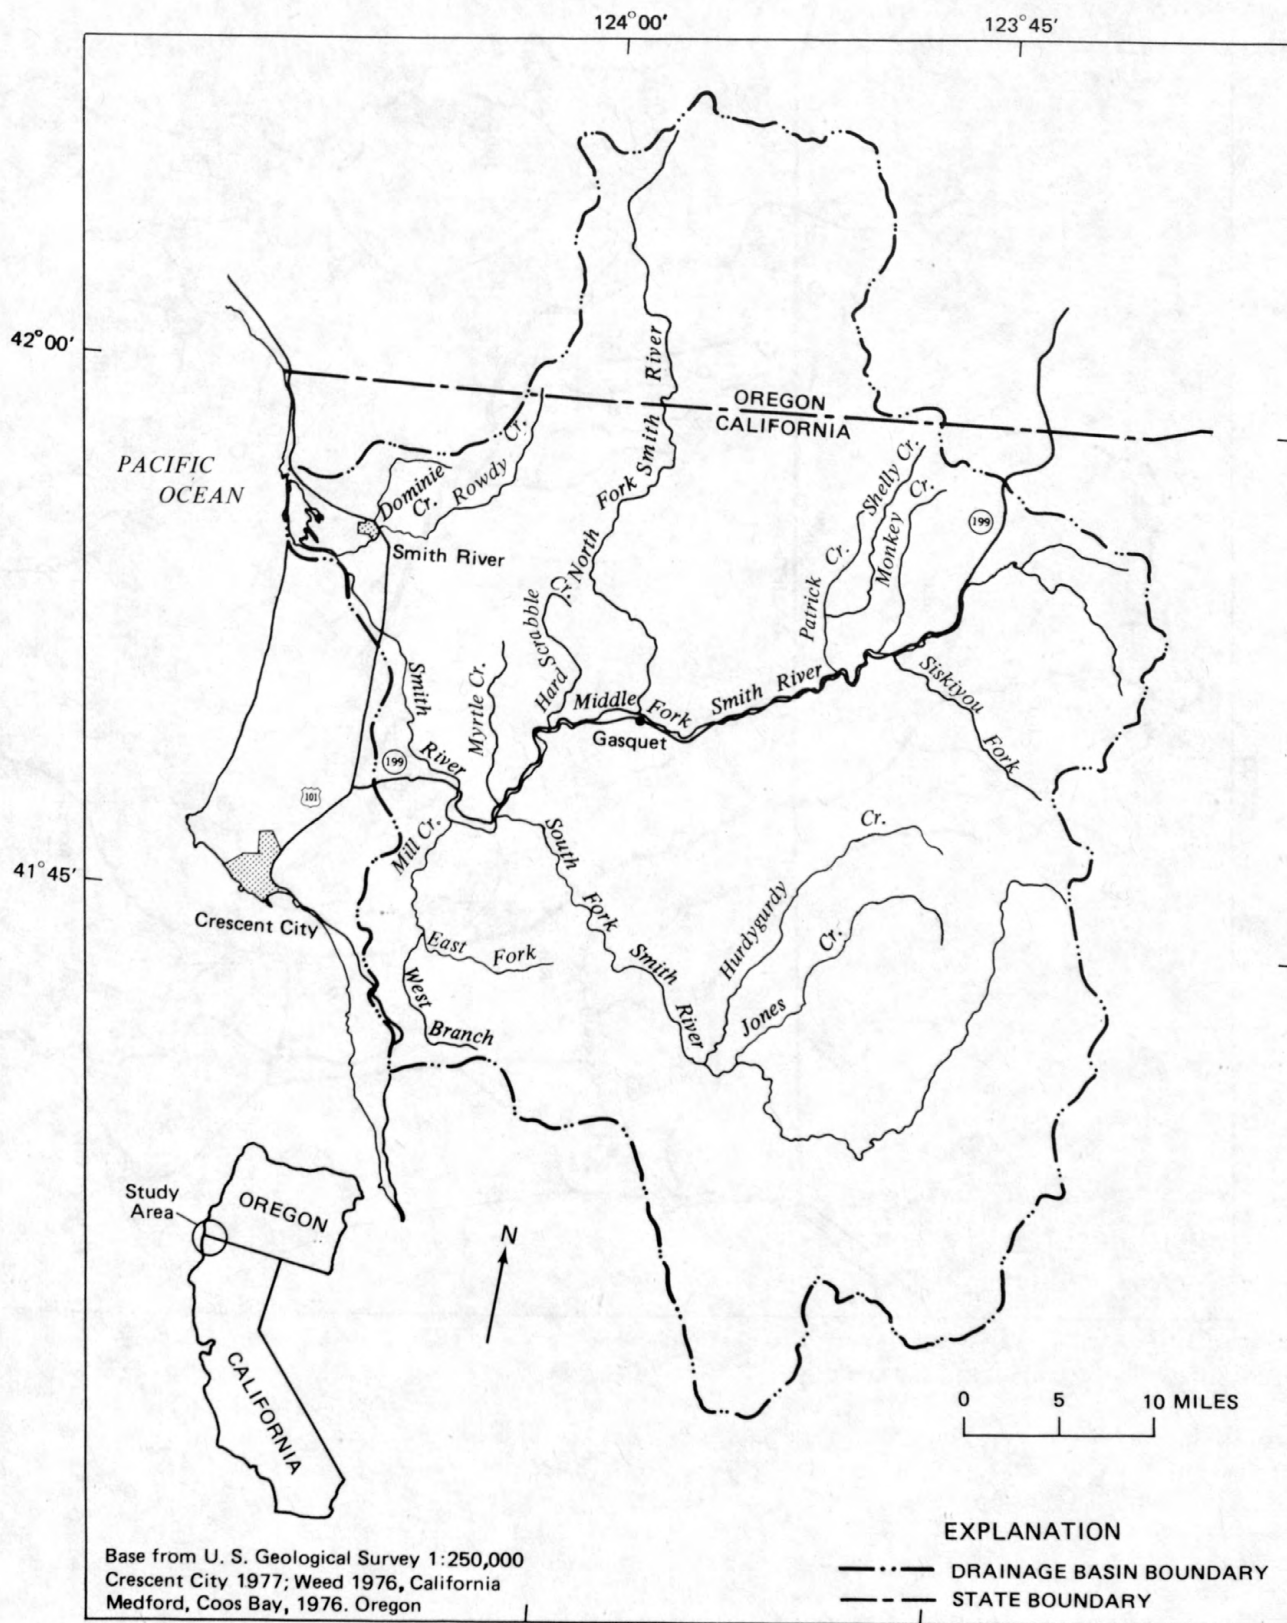 124°00′
123°45′
42°00′
OREGON
CALIFORNIA
PACIFIC
OCEAN
Dominie
Cr.
Rowdy Cr.
Smith River
North Fork Smith River
Shelly Cr.
Monkey Cr.
Patrick Cr.
199
Hard Scrabble Cr.
Myrtle Cr.
Smith River
Middle Fork Smith River
Gasquet
Siskiyou Fork
199
101
Mill Cr.
41°45′
South Fork Smith River
Hurdygurdy Cr.
Jones Cr.
Crescent City
East Fork
West Branch
Study
Area
OREGON
CALIFORNIA
N
0 5 10 MILES
EXPLANATION
DRAINAGE BASIN BOUNDARY
STATE BOUNDARY
Base from U. S. Geological Survey 1:250,000
Crescent City 1977; Weed 1976, California
Medford, Coos Bay, 1976. Oregon